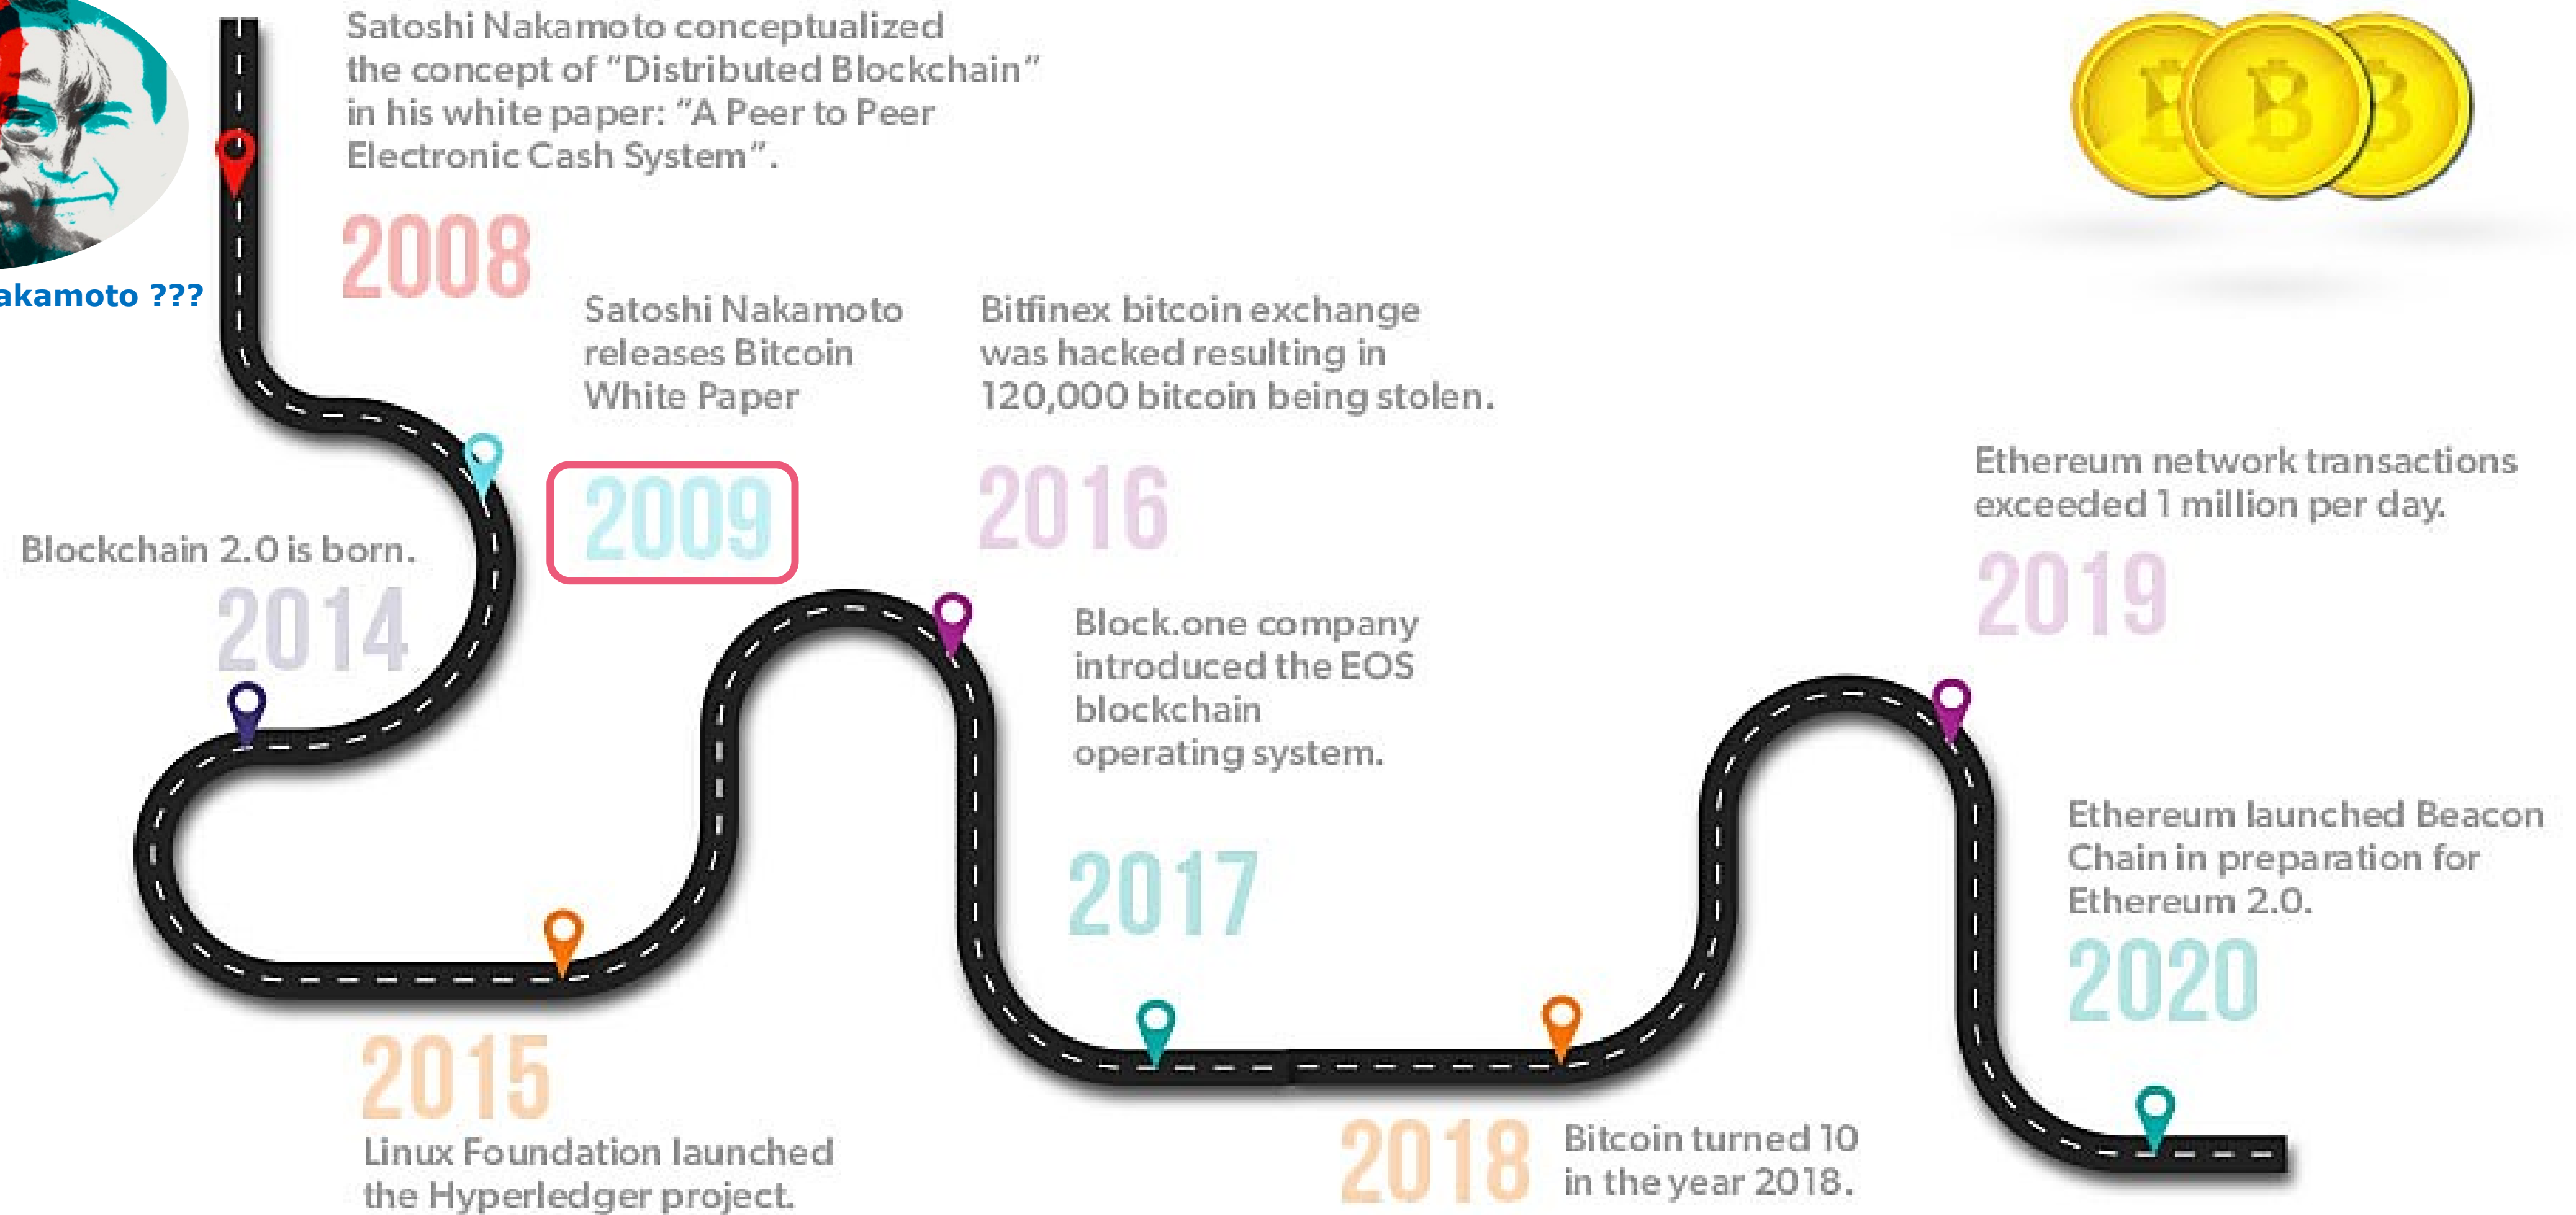 Satoshi Nakamoto conceptualized
the concept of “Distributed Blockchain”
in his white paper: “A Peer to Peer
Electronic Cash System”.
2008
akamoto ???
Satoshi Nakamoto
releases Bitcoin
White Paper
2009
Bitfinex bitcoin exchange
was hacked resulting in
120,000 bitcoin being stolen.
2016
Ethereum network transactions
exceeded 1 million per day.
2019
Blockchain 2.0 is born.
2014
Block.one company
introduced the EOS
blockchain
operating system.
2017
Ethereum launched Beacon
Chain in preparation for
Ethereum 2.0.
2020
2015
Linux Foundation launched
the Hyperledger project.
2018
Bitcoin turned 10
in the year 2018.